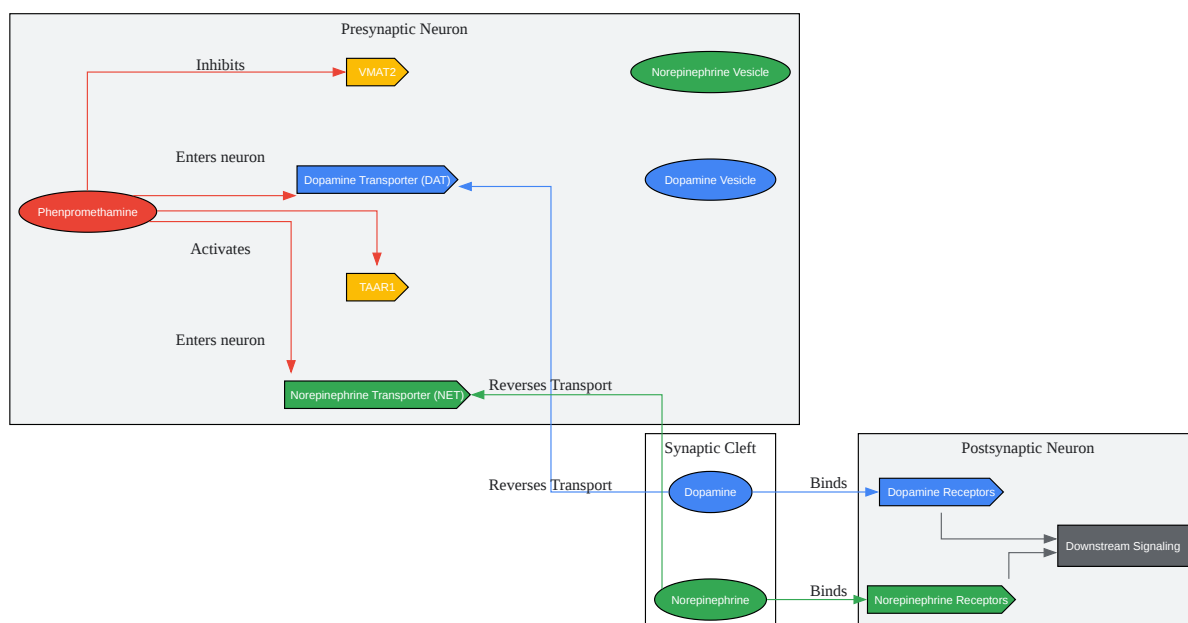 Presynaptic Neuron
Inhibits
VMAT2
Norepinephrine Vesicle
Enters neuron
Dopamine Transporter (DAT)
Dopamine Vesicle
Phenpromethamine
Activates
TAAR1
Enters neuron
Norepinephrine Transporter (NET)
Reverses Transport
Synaptic Cleft
Postsynaptic Neuron
Reverses Transport
Dopamine
Binds
Dopamine Receptors
Downstream Signaling
Norepinephrine
Binds
Norepinephrine Receptors